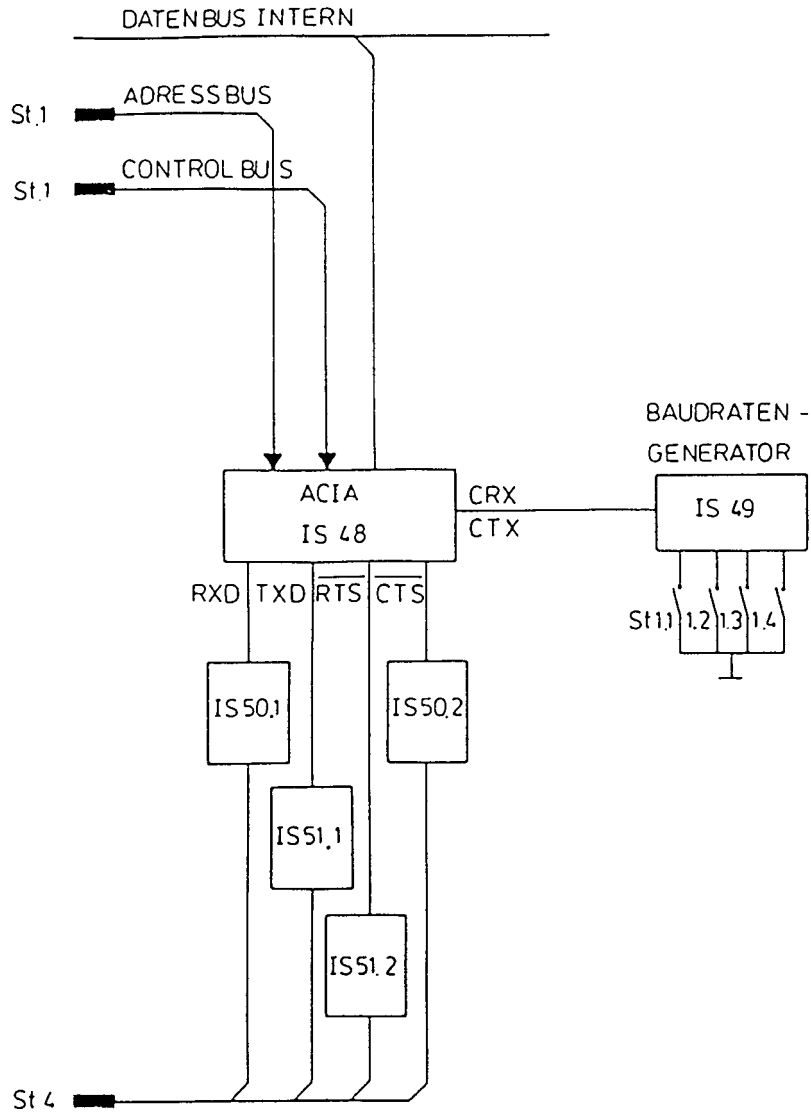 DATENBUS INTERN
St.1 ADRESSBUS
St.1 CONTROL BUS
BAUDRATEN -
GENERATOR
ACIA
IS 48
CRX
CTX
IS 49
RXD TXD RTS CTS
St1.1 1.2 1.3 1.4
IS50.1
IS50.2
IS51.1
IS51.2
St 4